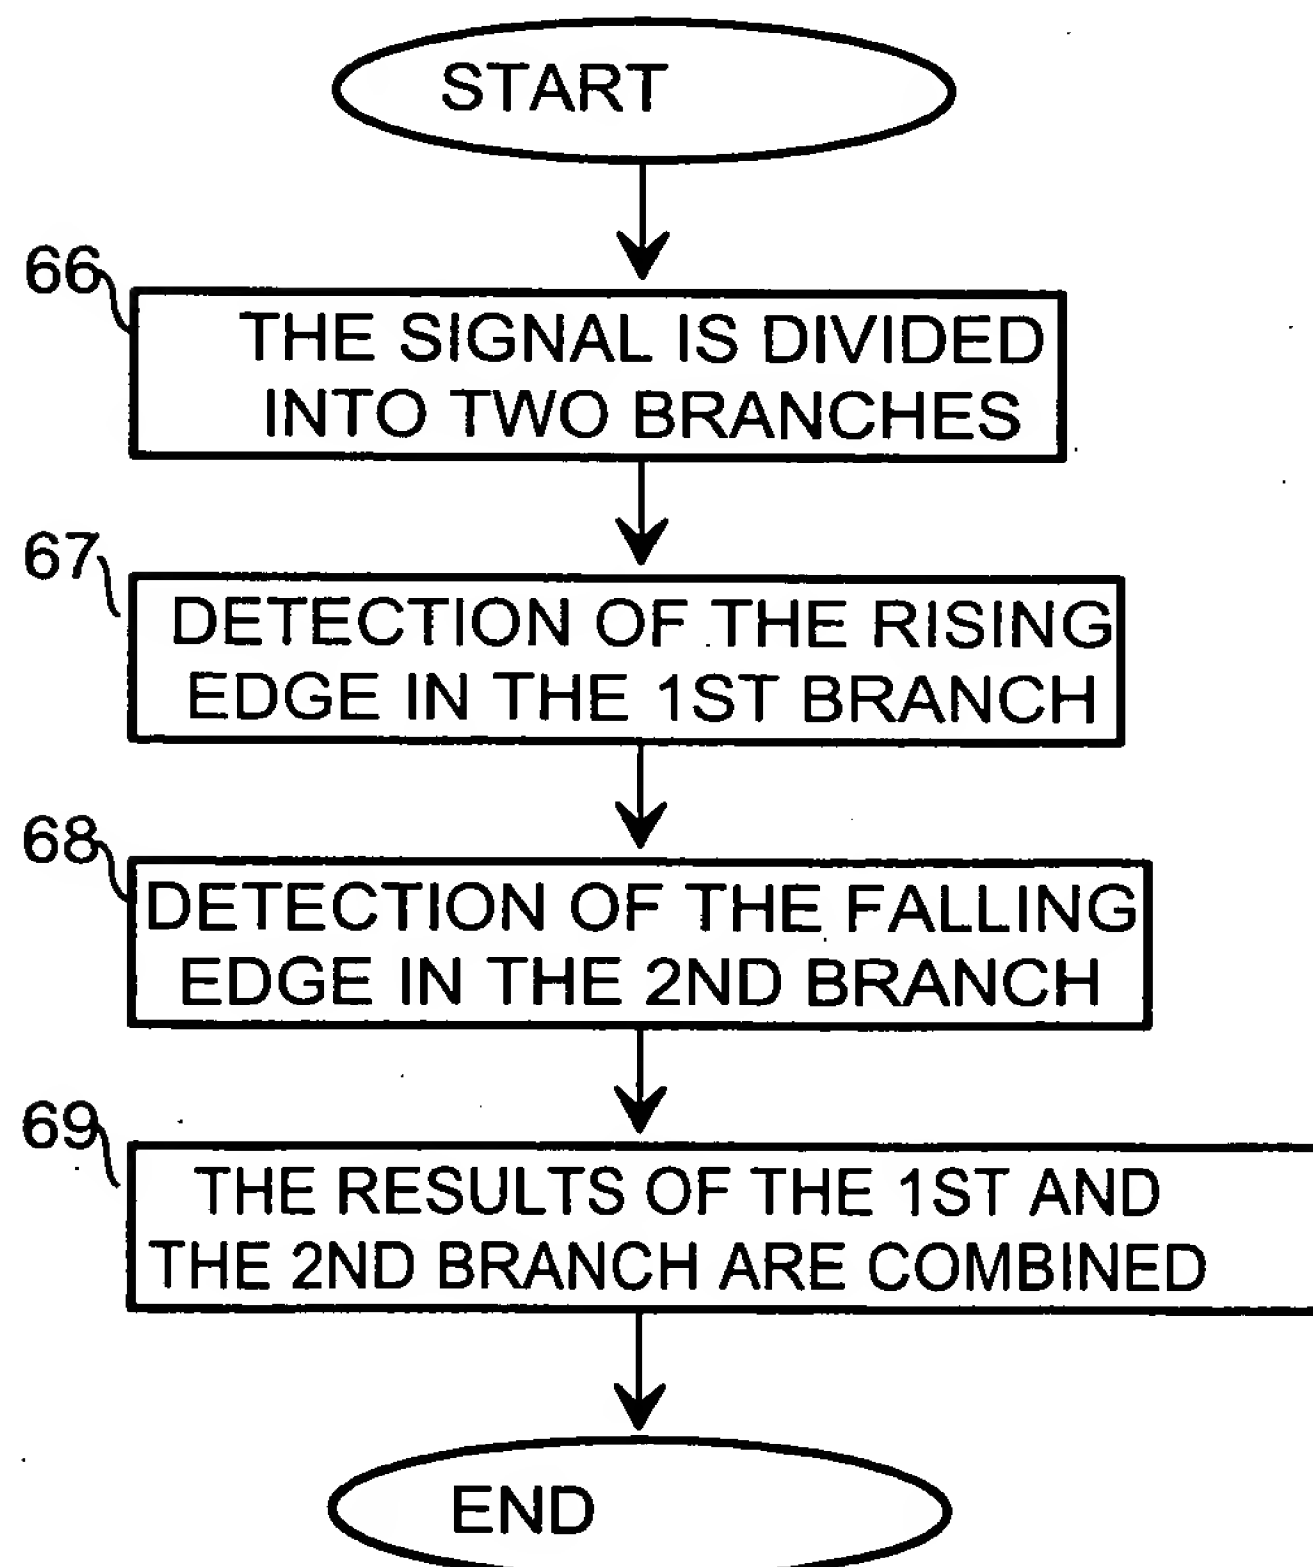 START
66
THE SIGNAL IS DIVIDED
INTO TWO BRANCHES
67
DETECTION OF THE RISING
EDGE IN THE 1ST BRANCH
68
DETECTION OF THE FALLING
EDGE IN THE 2ND BRANCH
69
THE RESULTS OF THE 1ST AND
THE 2ND BRANCH ARE COMBINED
END